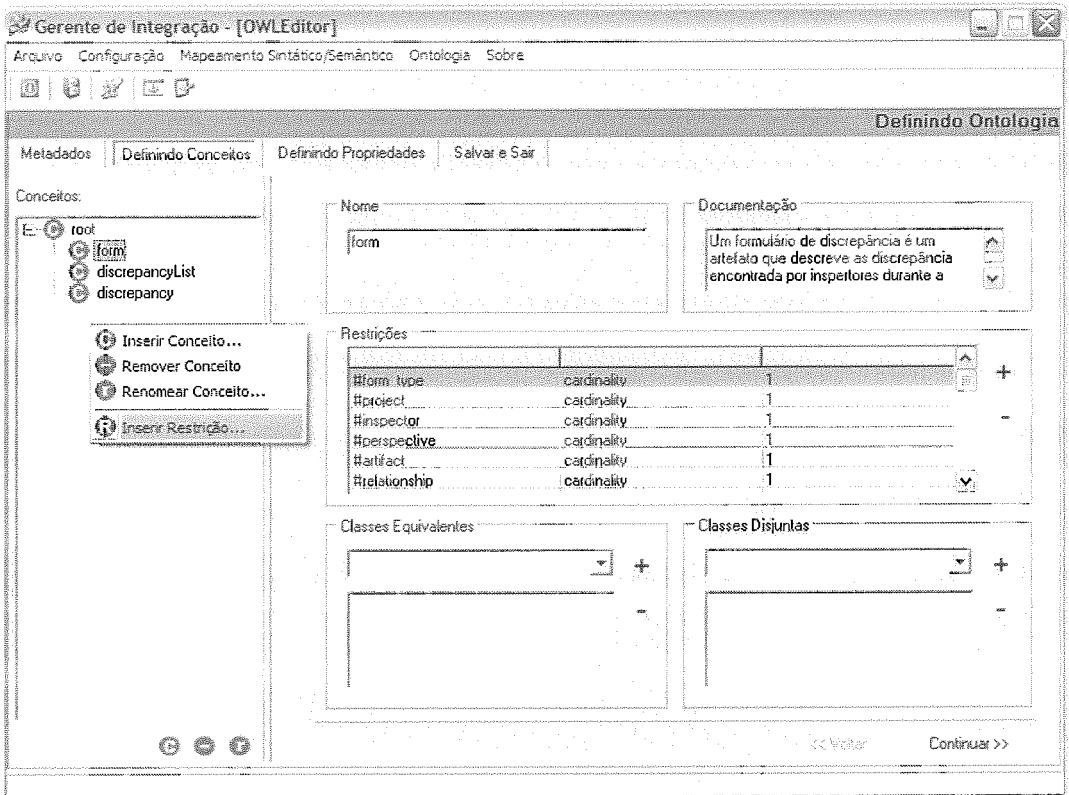 Gerente de Integração - [OWLEditor]
Arquivo Configuração Mapeamento Sintático/Semântico Ontologia Sobre
Definindo Ontologia
Metadados Definindo Conceitos Definindo Propriedades Salvar e Sair
Conceitos:
root
form
discrepancyList
discrepancy
Inserir Conceito...
Remover Conceito
Renomear Conceito...
Inserir Restrição...
Nome
form
Documentação
Um formulário de discrepância é um
artefato que descreve as discrepância
encontrada por inspetores durante a
Restrições
#form_type cardinality 1
#project cardinality 1
#inspector cardinality 1
#perspective cardinality 1
#artifact cardinality 1
#relationship cardinality 1
Classes Equivalentes
Classes Disjuntas
<< Voltar Continuar >>